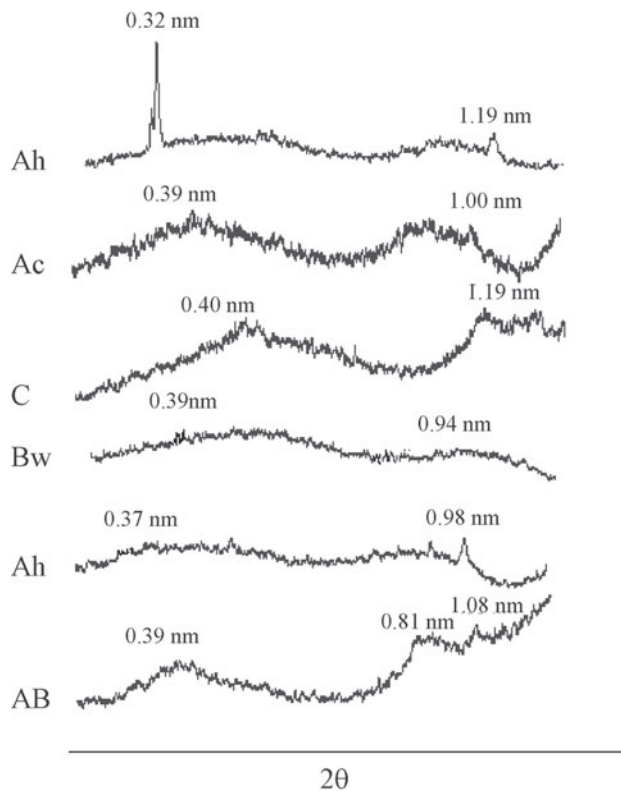 0.32 nm
1.19 nm
Ah
0.39 nm
1.00 nm
Ac
0.40 nm
1.19 nm
C
0.39nm
0.94 nm
Bw
0.37 nm
0.98 nm
Ah
0.39 nm
0.81 nm
1.08 nm
AB
2θ